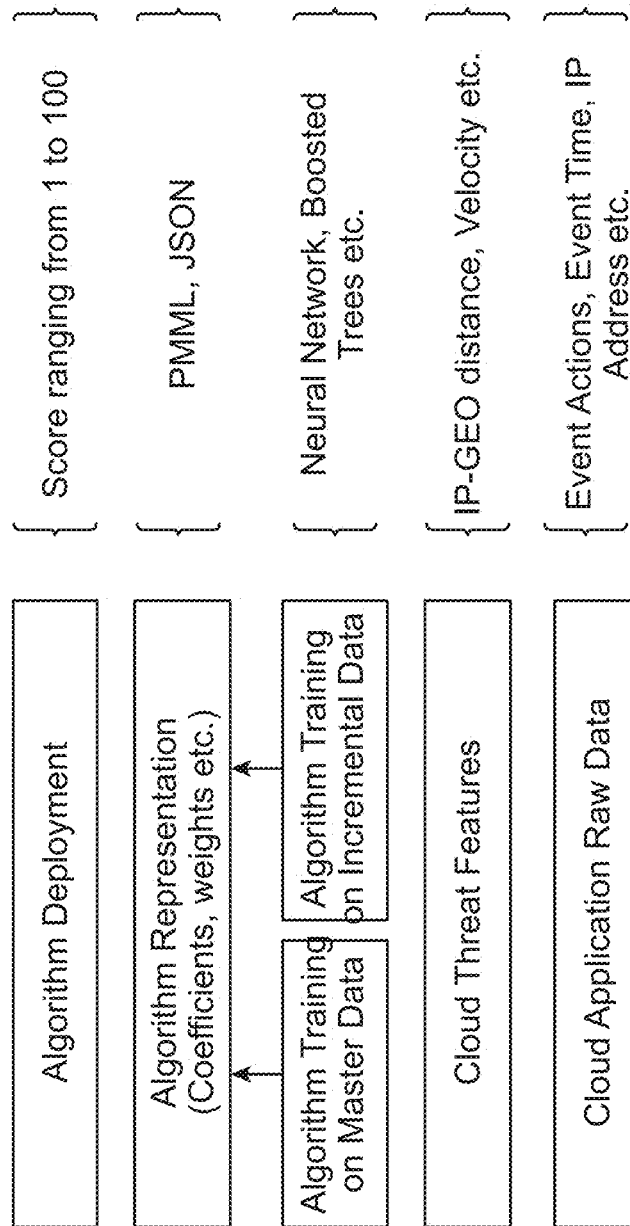 Algorithm Deployment
Score ranging from 1 to 100
Algorithm Representation
(Coefficients, weights etc.)
PMML, JSON
Algorithm Training
on Master Data
Algorithm Training
on Incremental Data
Neural Network, Boosted
Trees etc.
Cloud Threat Features
IP-GEO distance, Velocity etc.
Cloud Application Raw Data
Event Actions, Event Time, IP
Address etc.